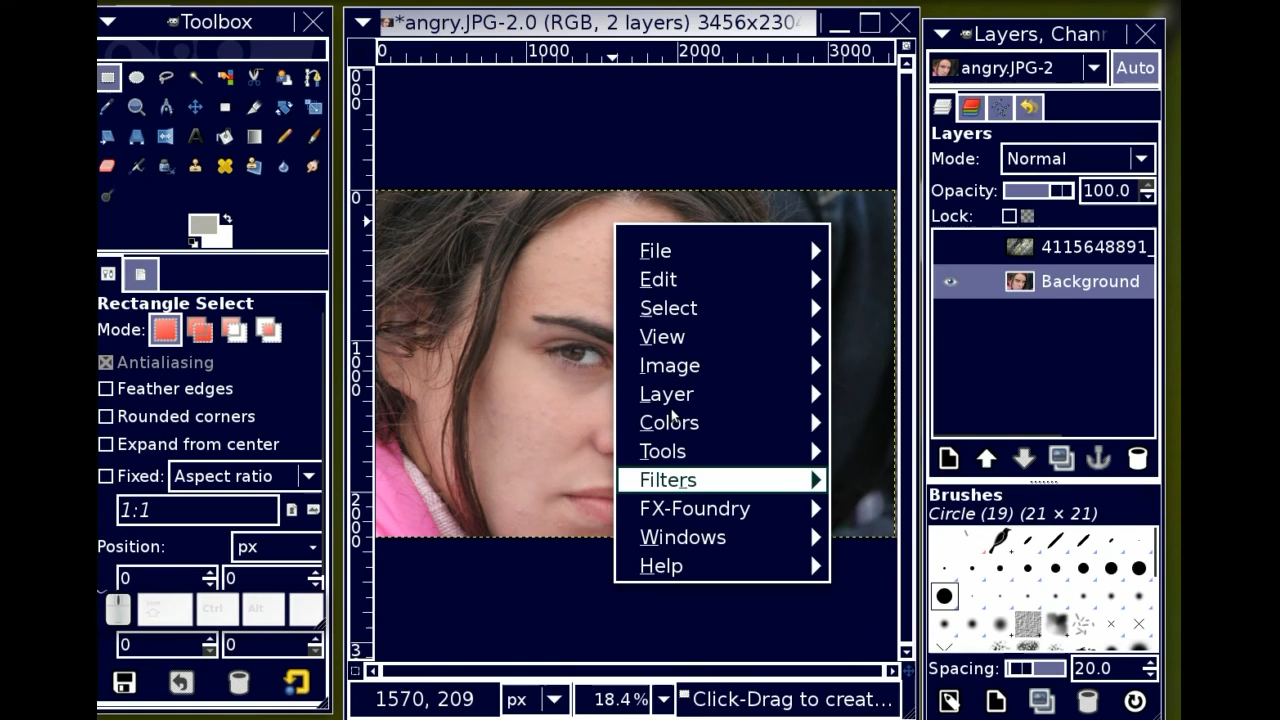 Toolbox
Rectangle Select
Mode:
Antialiasing
Feather edges
Rounded corners
Expand from center
Fixed: Aspect ratio
1:1
Position: px
0 0
Ctrl Alt
0 0
*angry.JPG-2.0 (RGB, 2 layers) 3456x230
0 1000 2000 3000
File
Edit
Select
View
Image
Layer
Colors
Tools
Filters
FX-Foundry
Windows
Help
1570, 209 px 18.4% Click-Drag to creat...
Layers, Chan
angry.JPG-2 Auto
Layers
Mode: Normal
Opacity: 100.0
Lock:
4115648891_
Background
Brushes
Circle (19) (21 × 21)
Spacing: 20.0